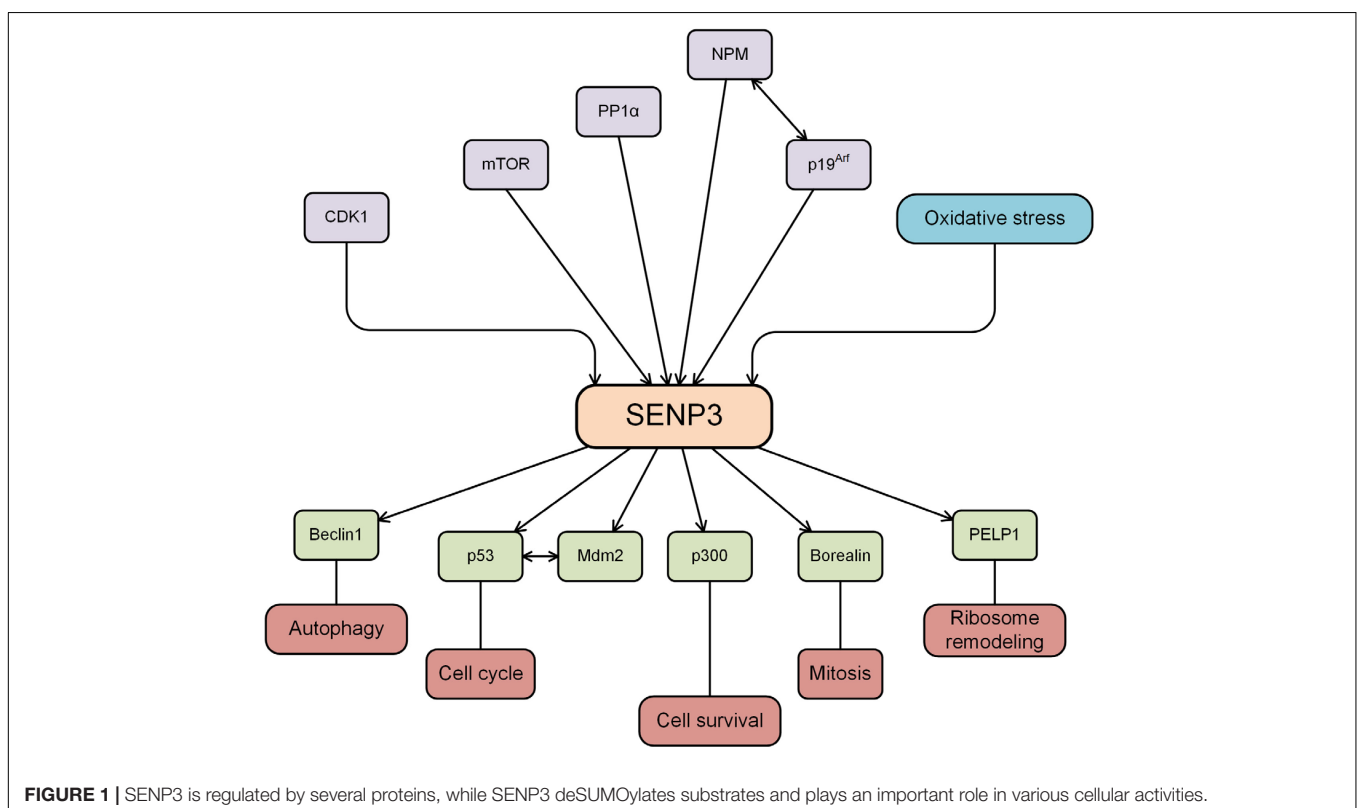 NPM
PP1α
mTOR
p19Arf
CDK1
Oxidative stress
SENP3
Beclin1
p53
Mdm2
p300
Borealin
PELP1
Autophagy
Cell cycle
Cell survival
Mitosis
Ribosome
remodeling
FIGURE 1 | SENP3 is regulated by several proteins, while SENP3 deSUMOylates substrates and plays an important role in various cellular activities.